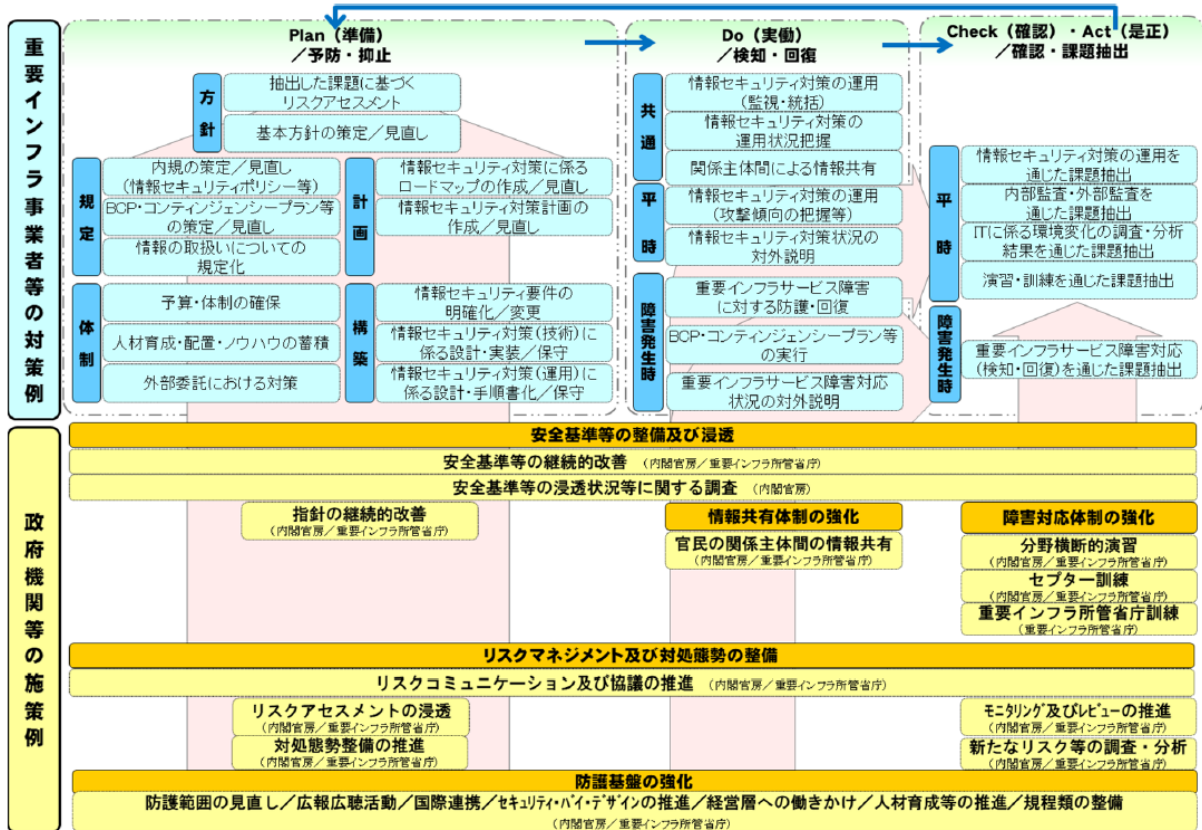 重要インフラ事業者等の対策例
Plan（準備）
／予防・抑止
方針
抽出した課題に基づく
リスクアセスメント
基本方針の策定／見直し
規定
内規の策定／見直し
(情報セキュリティポリシー等)
BCP・コンティンジェンシープラン等
の策定／見直し
情報の取扱いについての
規定化
計画
情報セキュリティ対策に係る
ロードマップの作成／見直し
情報セキュリティ対策計画の
作成／見直し
体制
予算・体制の確保
人材育成・配置・ノウハウの蓄積
外部委託における対策
構築
情報セキュリティ要件の
明確化／変更
情報セキュリティ対策(技術)に
係る設計・実装／保守
情報セキュリティ対策(運用)に
係る設計・手順書化／保守
Do（実働）
／検知・回復
共通
情報セキュリティ対策の運用
(監視・統括)
情報セキュリティ対策の
運用状況把握
関係主体間による情報共有
平時
情報セキュリティ対策の運用
(攻撃傾向の把握等)
情報セキュリティ対策状況の
対外説明
障害発生時
重要インフラサービス障害
に対する防護・回復
BCP・コンティンジェンシープラン等
の実行
重要インフラサービス障害対応
状況の対外説明
Check（確認）・Act（是正）
／確認・課題抽出
平時
情報セキュリティ対策の運用を
通じた課題抽出
内部監査・外部監査を
通じた課題抽出
ITに係る環境変化の調査・分析
結果を通じた課題抽出
演習・訓練を通じた課題抽出
障害発生時
重要インフラサービス障害対応
(検知・回復)を通じた課題抽出
政府機関等の施策例
安全基準等の整備及び浸透
安全基準等の継続的改善 (内閣官房／重要インフラ所管省庁)
安全基準等の浸透状況等に関する調査 (内閣官房)
指針の継続的改善
(内閣官房／重要インフラ所管省庁)
情報共有体制の強化
官民の関係主体間の情報共有
(内閣官房／重要インフラ所管省庁)
障害対応体制の強化
分野横断的演習
(内閣官房／重要インフラ所管省庁)
セプター訓練
(内閣官房／重要インフラ所管省庁)
重要インフラ所管省庁訓練
(重要インフラ所管省庁)
リスクマネジメント及び対処態勢の整備
リスクコミュニケーション及び協議の推進 (内閣官房／重要インフラ所管省庁)
リスクアセスメントの浸透
(内閣官房／重要インフラ所管省庁)
対処態勢整備の推進
(内閣官房／重要インフラ所管省庁)
モニタリング及びレビューの推進
(内閣官房／重要インフラ所管省庁)
新たなリスク等の調査・分析
(内閣官房／重要インフラ所管省庁)
防護基盤の強化
防護範囲の見直し／広報広聴活動／国際連携／セキュリティ・バイ・デザインの推進／経営層への働きかけ／人材育成等の推進／規程類の整備
(内閣官房／重要インフラ所管省庁)